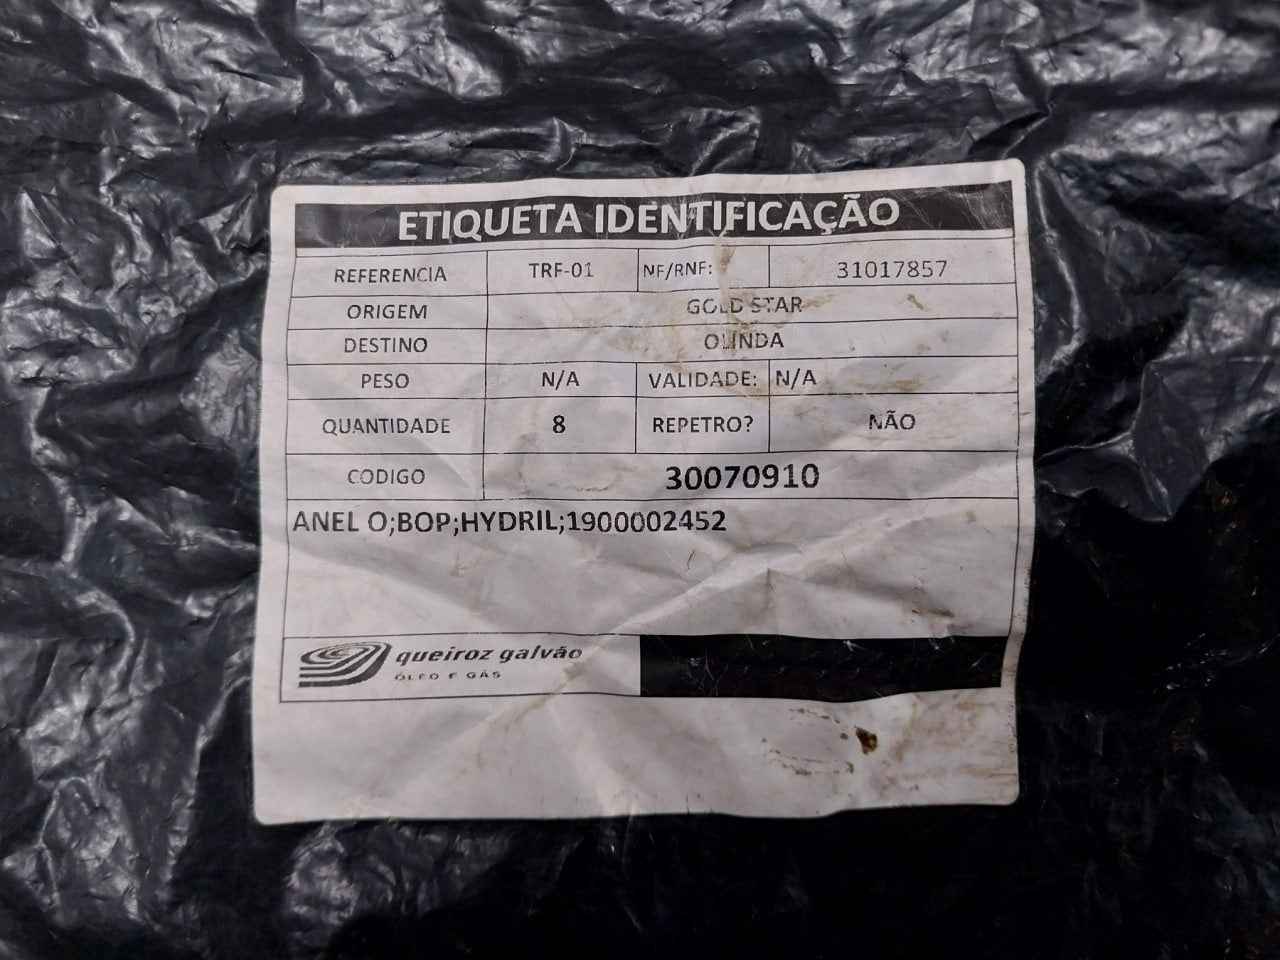 ETIQUETA IDENTIFICAÇÃO
REFERENCIA TRF-01 NF/RNF: 31017857
ORIGEM GOLD STAR
DESTINO OLINDA
PESO N/A VALIDADE: N/A
QUANTIDADE 8 REPETRO? NÃO
CODIGO 30070910
ANEL O;BOP;HYDRIL;1900002452
queiroz galvão
ÓLEO E GÁS